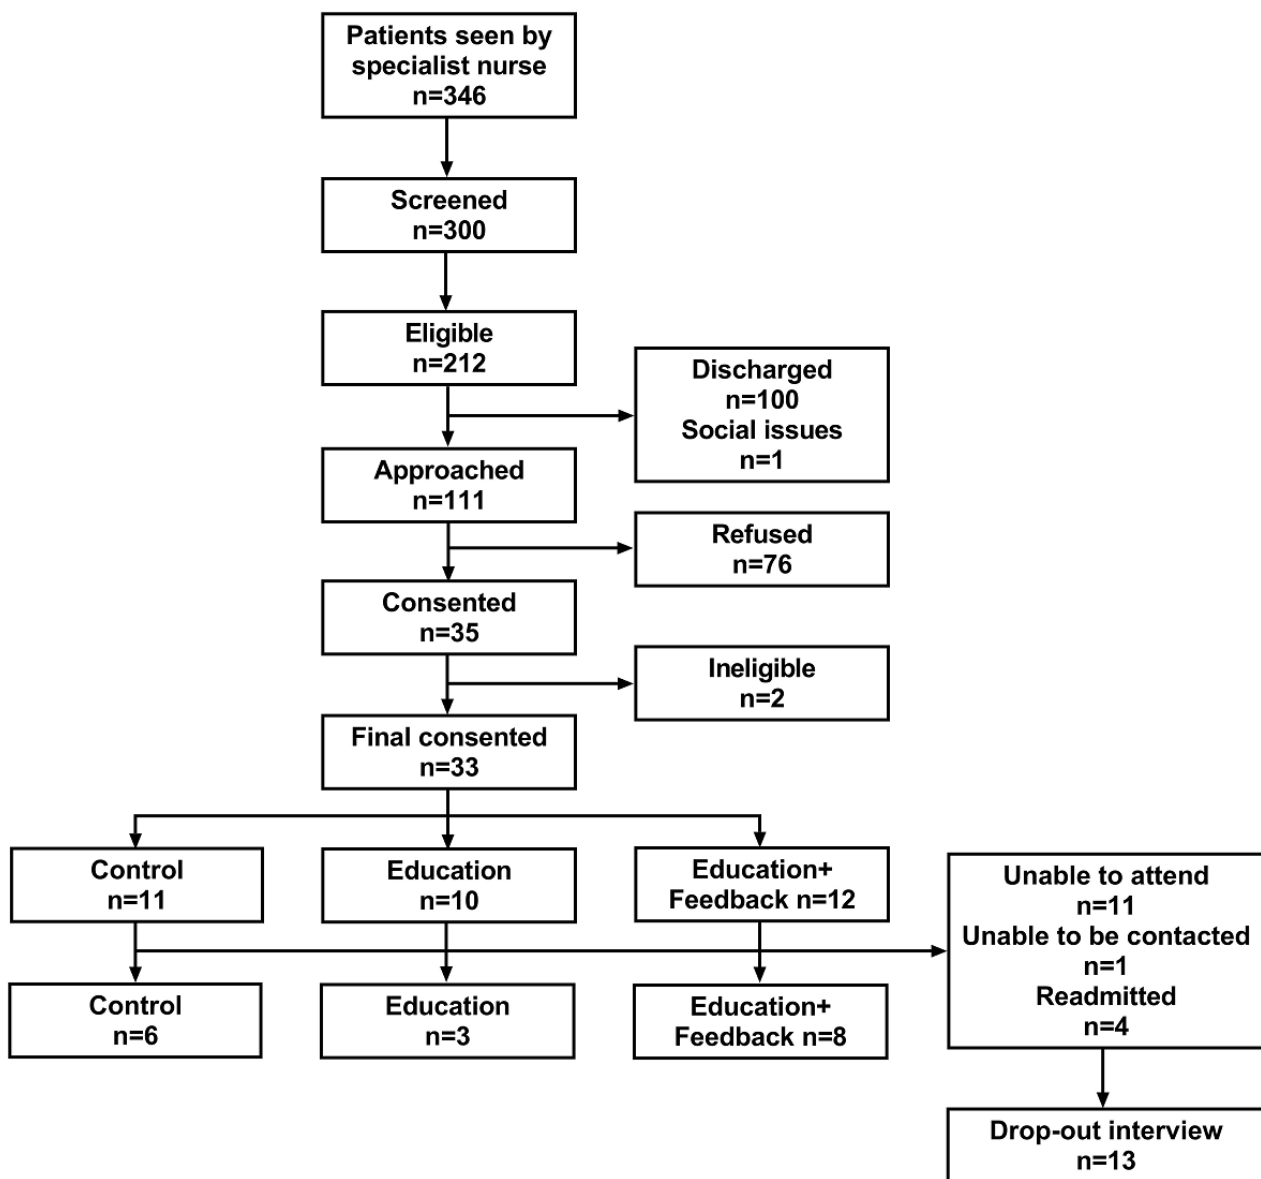 Patients seen by
specialist nurse
n=346
Screened
n=300
Eligible
n=212
Discharged
n=100
Social issues
n=1
Approached
n=111
Refused
n=76
Consented
n=35
Ineligible
n=2
Final consented
n=33
Control
n=11
Education
n=10
Education+
Feedback n=12
Unable to attend
n=11
Unable to be contacted
n=1
Readmitted
n=4
Control
n=6
Education
n=3
Education+
Feedback n=8
Drop-out interview
n=13